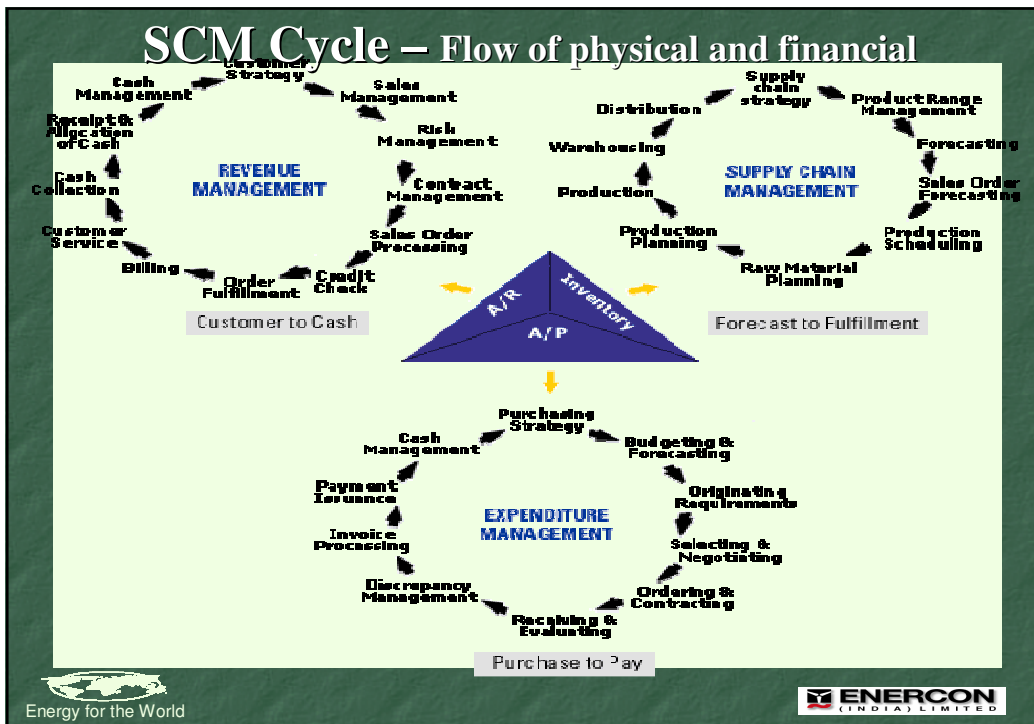 SCM Cycle – Flow of physical and financial
Customer
Strategy
Sales
Management
Risk
Management
Contract
Management
Sales Order
Processing
Credit
Check
Order
Fulfillment
Billing
Customer
Service
Cash
Collection
Receipt &
Allocation
of Cash
Cash
Management
REVENUE
MANAGEMENT
Customer to Cash
Supply
chain
strategy
Product Range
Management
Forecasting
Sales Order
Forecasting
Production
Scheduling
Raw Material
Planning
Production
Planning
Production
Warehousing
Distribution
SUPPLY CHAIN
MANAGEMENT
Forecast to Fulfillment
A/R
Inventory
A/P
Purchasing
Strategy
Budgeting &
Forecasting
Originating
Requirements
Selecting &
Negotiating
Ordering &
Contracting
Receiving &
Evaluating
Discrepancy
Management
Invoice
Processing
Payment
Issuance
Cash
Management
EXPENDITURE
MANAGEMENT
Purchase to Pay
Energy for the World
ENERCON
(INDIA) LIMITED